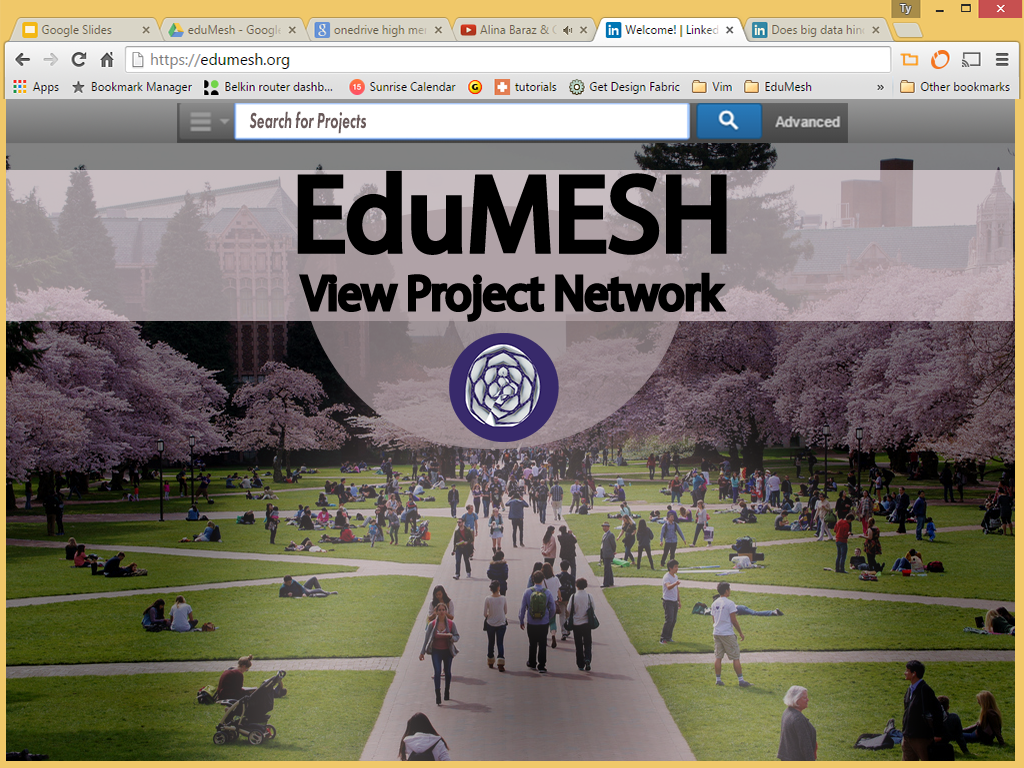 Ty
Google Slides
eduMesh - Google
onedrive high me
Alina Baraz &
Welcome! | Linked
Does big data hin
https://edumesh.org
Apps
Bookmark Manager
Belkin router dashb...
15
Sunrise Calendar
G
tutorials
Get Design Fabric
Vim
EduMesh
»
Other bookmarks
Search for Projects
Advanced
EduMESH
View Project Network